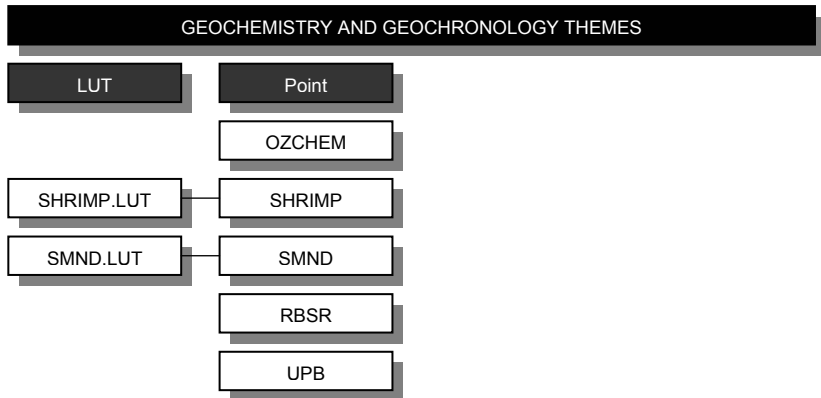 GEOCHEMISTRY AND GEOCHRONOLOGY THEMES
LUT Point
OZCHEM
SHRIMP.LUT SHRIMP
SMND.LUT SMND
RBSR
UPB